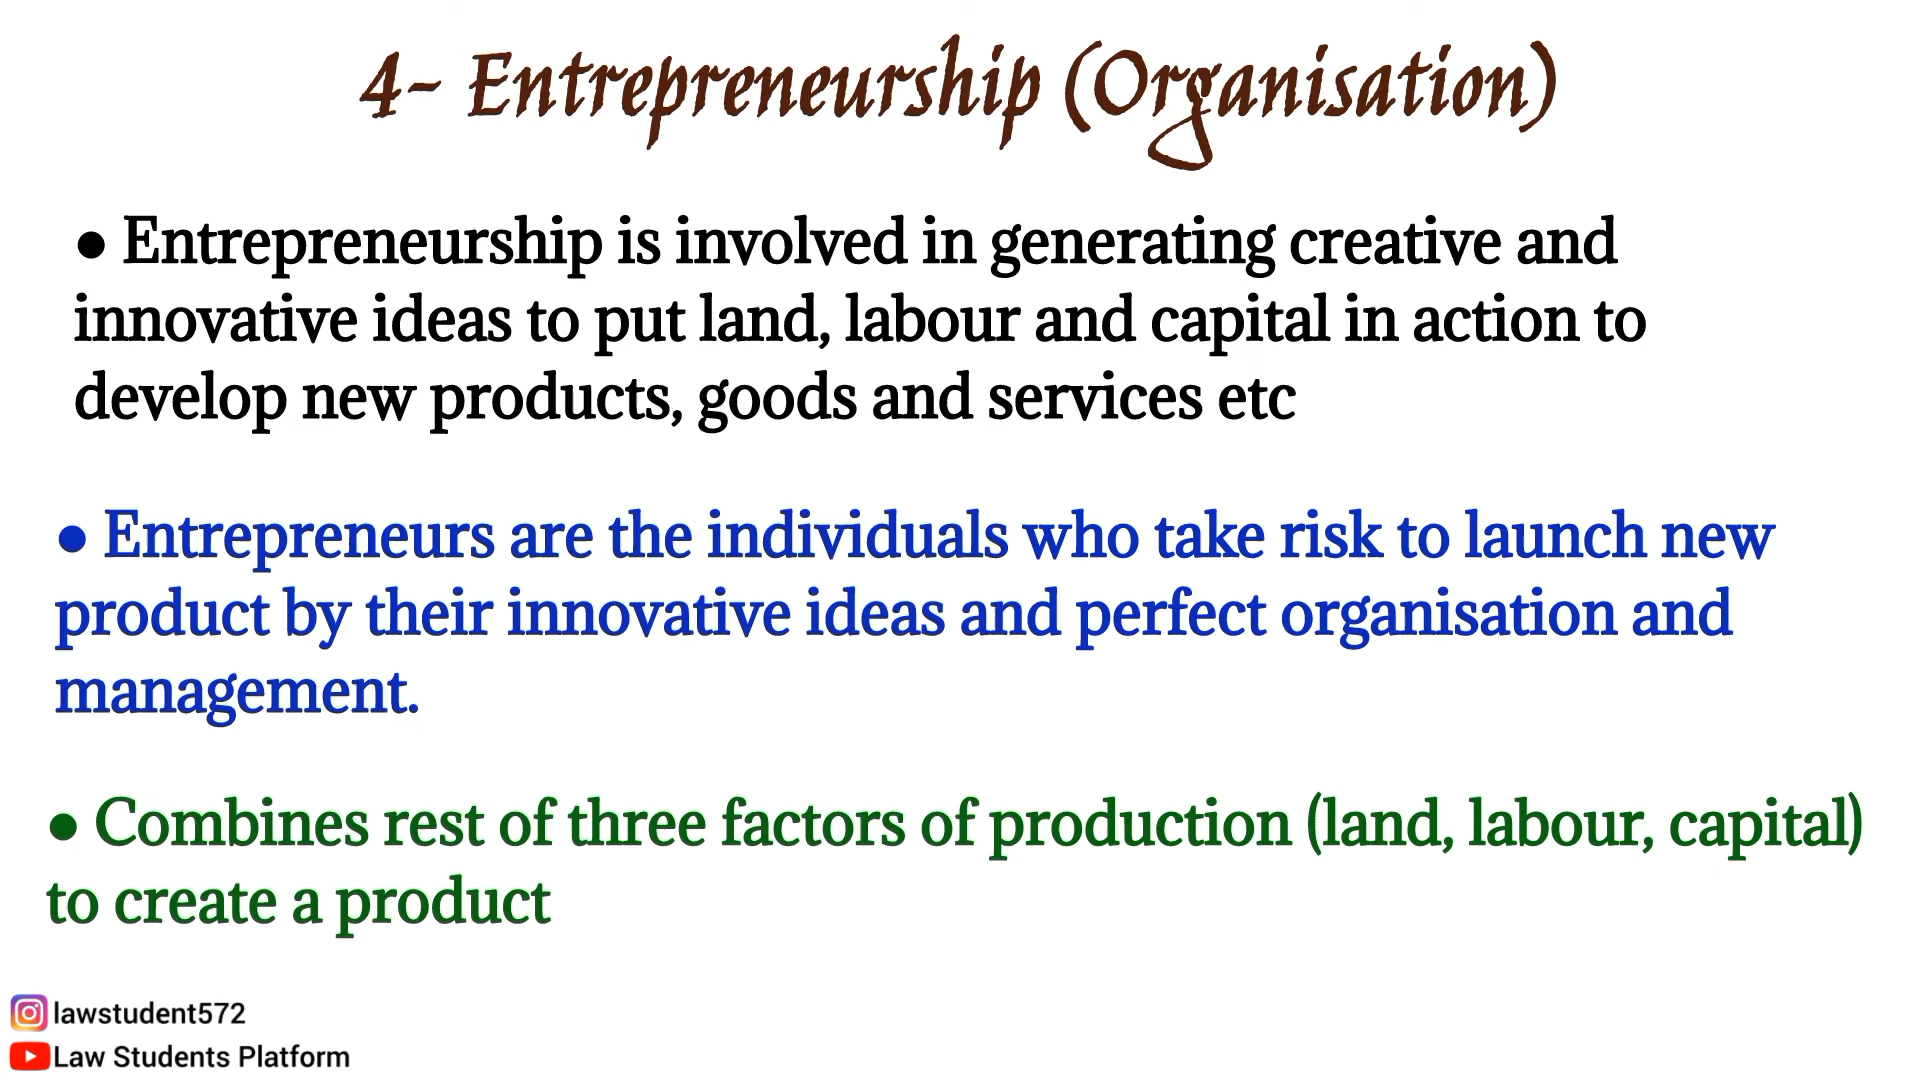 4- Entrepreneurship (Organisation)
● Entrepreneurship is involved in generating creative and
innovative ideas to put land, labour and capital in action to
develop new products, goods and services etc
● Entrepreneurs are the individuals who take risk to launch new
product by their innovative ideas and perfect organisation and
management.
● Combines rest of three factors of production (land, labour, capital)
to create a product
lawstudent572
Law Students Platform